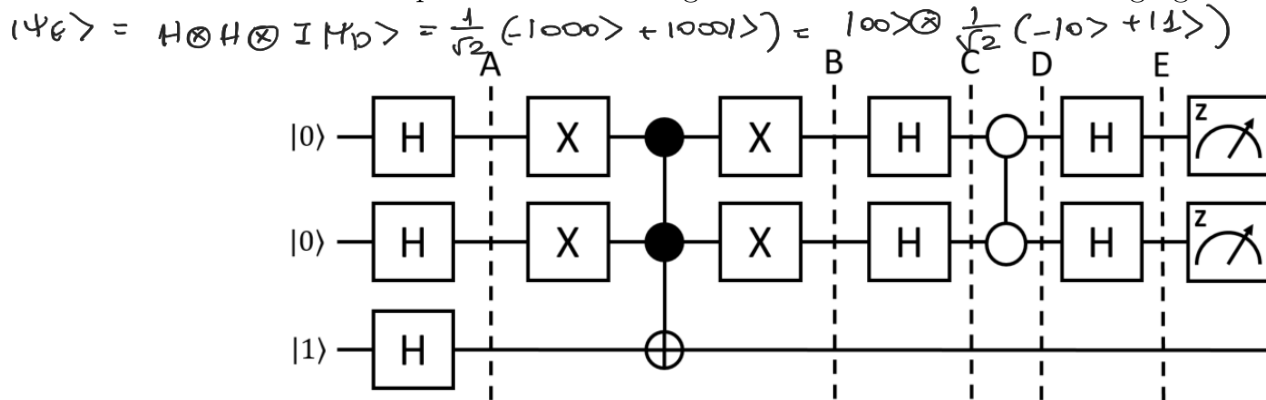 |Ψ_E⟩ = H⊗H⊗I|Ψ_D⟩ = 1/√2 (-|000⟩ + |001⟩) = |00⟩⊗ 1/√2 (-|0⟩ + |1⟩)
A B C D E
|0⟩ H X X H H Z
|0⟩ H X X H H Z
|1⟩ H